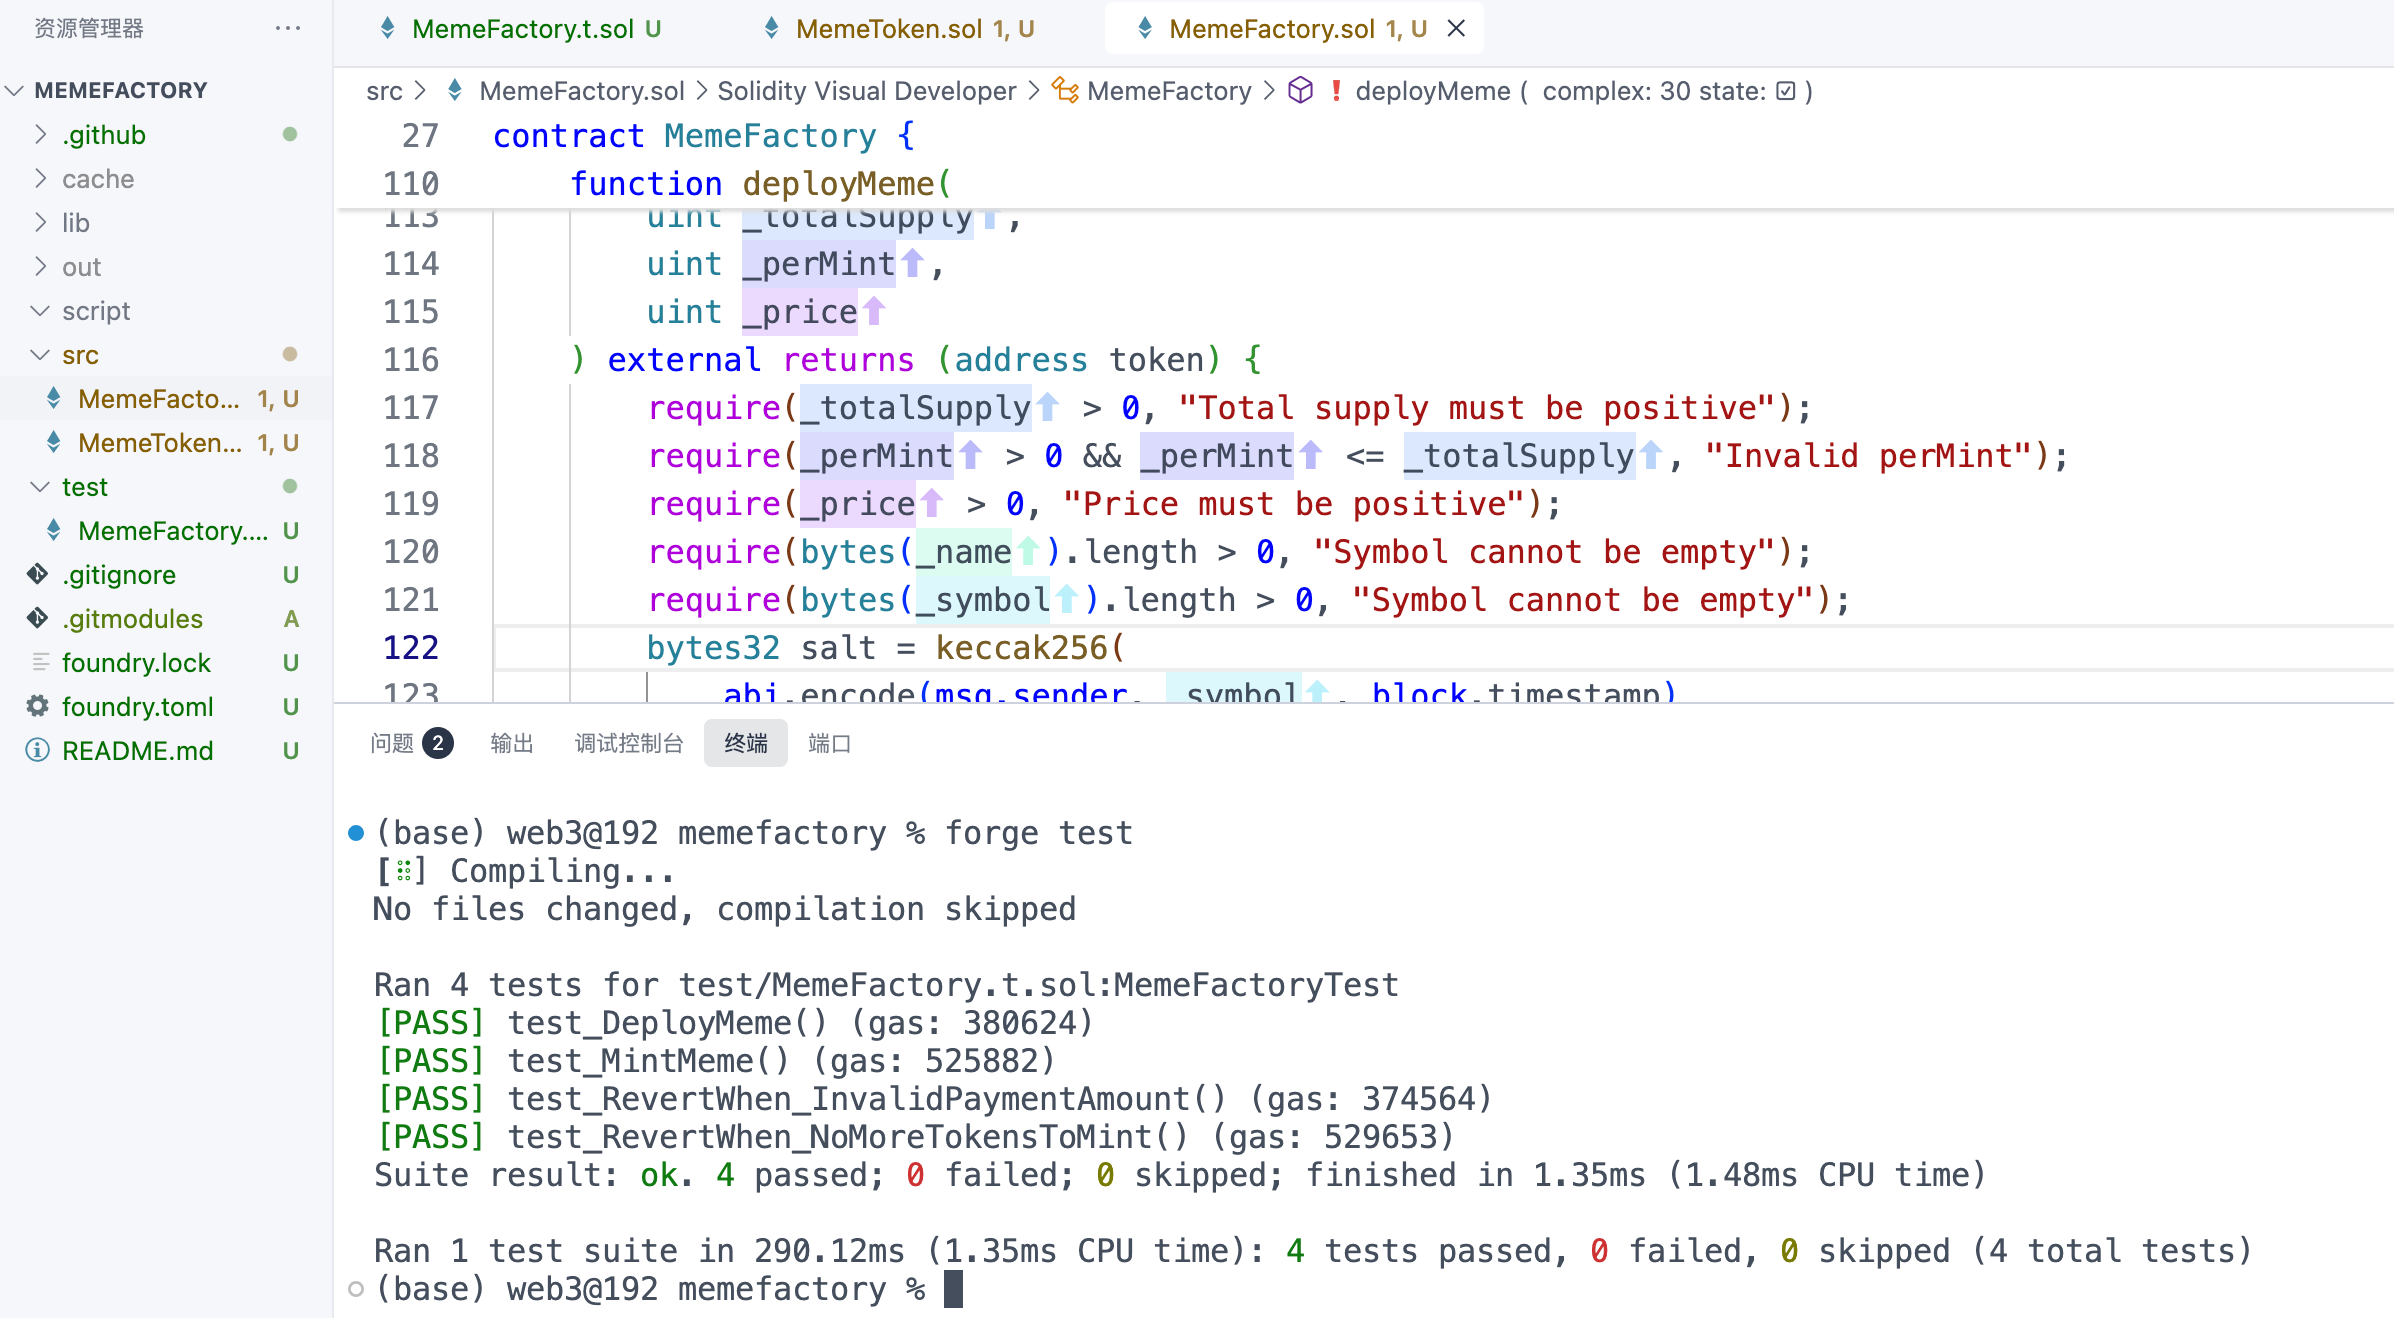 资源管理器 ···
MEMEFACTORY
.github
cache
lib
out
script
src
MemeFacto... 1, U
MemeToken... 1, U
test
MemeFactory.... U
.gitignore U
.gitmodules A
foundry.lock U
foundry.toml U
README.md U
MemeFactory.t.sol U
MemeToken.sol 1, U
MemeFactory.sol 1, U
src > MemeFactory.sol > Solidity Visual Developer > MemeFactory > deployMeme ( complex: 30 state: ☑ )
27 contract MemeFactory {
110 function deployMeme(
113 uint _totalSupply⬆,
114 uint _perMint⬆,
115 uint _price⬆
116 ) external returns (address token) {
117 require(_totalSupply⬆ > 0, "Total supply must be positive");
118 require(_perMint⬆ > 0 && _perMint⬆ <= _totalSupply⬆, "Invalid perMint");
119 require(_price⬆ > 0, "Price must be positive");
120 require(bytes(_name⬆).length > 0, "Symbol cannot be empty");
121 require(bytes(_symbol⬆).length > 0, "Symbol cannot be empty");
122 bytes32 salt = keccak256(
123 abi.encode(msg.sender, _symbol⬆, block.timestamp)
问题 2 输出 调试控制台 终端 端口
(base) web3@192 memefactory % forge test
[⠿] Compiling...
No files changed, compilation skipped
Ran 4 tests for test/MemeFactory.t.sol:MemeFactoryTest
[PASS] test_DeployMeme() (gas: 380624)
[PASS] test_MintMeme() (gas: 525882)
[PASS] test_RevertWhen_InvalidPaymentAmount() (gas: 374564)
[PASS] test_RevertWhen_NoMoreTokensToMint() (gas: 529653)
Suite result: ok. 4 passed; 0 failed; 0 skipped; finished in 1.35ms (1.48ms CPU time)
Ran 1 test suite in 290.12ms (1.35ms CPU time): 4 tests passed, 0 failed, 0 skipped (4 total tests)
(base) web3@192 memefactory %